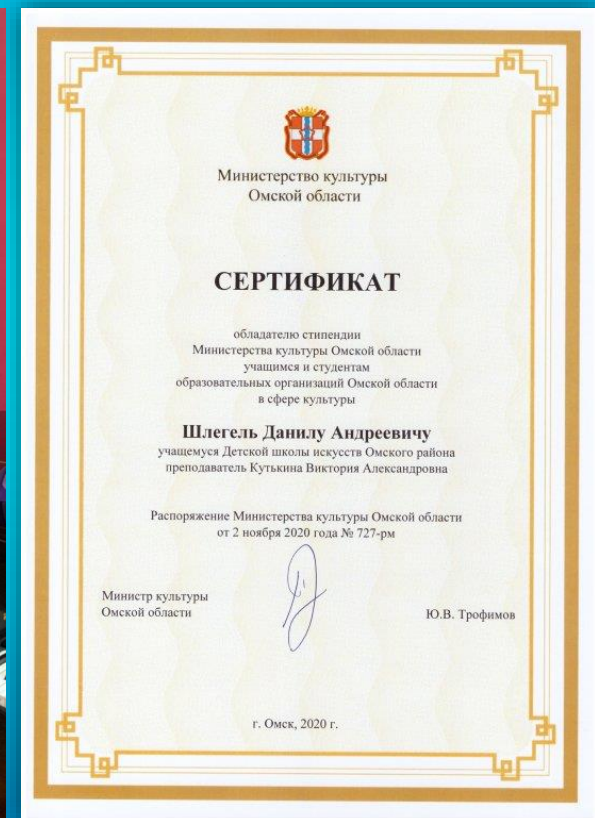 Министерство культуры
Омской области
СЕРТИФИКАТ
обладателю стипендии
Министерства культуры Омской области
учащимся и студентам
образовательных организаций Омской области
в сфере культуры
Шлегель Данилу Андреевичу
учащемуся Детской школы искусств Омского района
преподаватель Кутькина Виктория Александровна
Распоряжение Министерства культуры Омской области
от 2 ноября 2020 года № 727-рм
Министр культуры
Омской области
Ю.В. Трофимов
г. Омск, 2020 г.